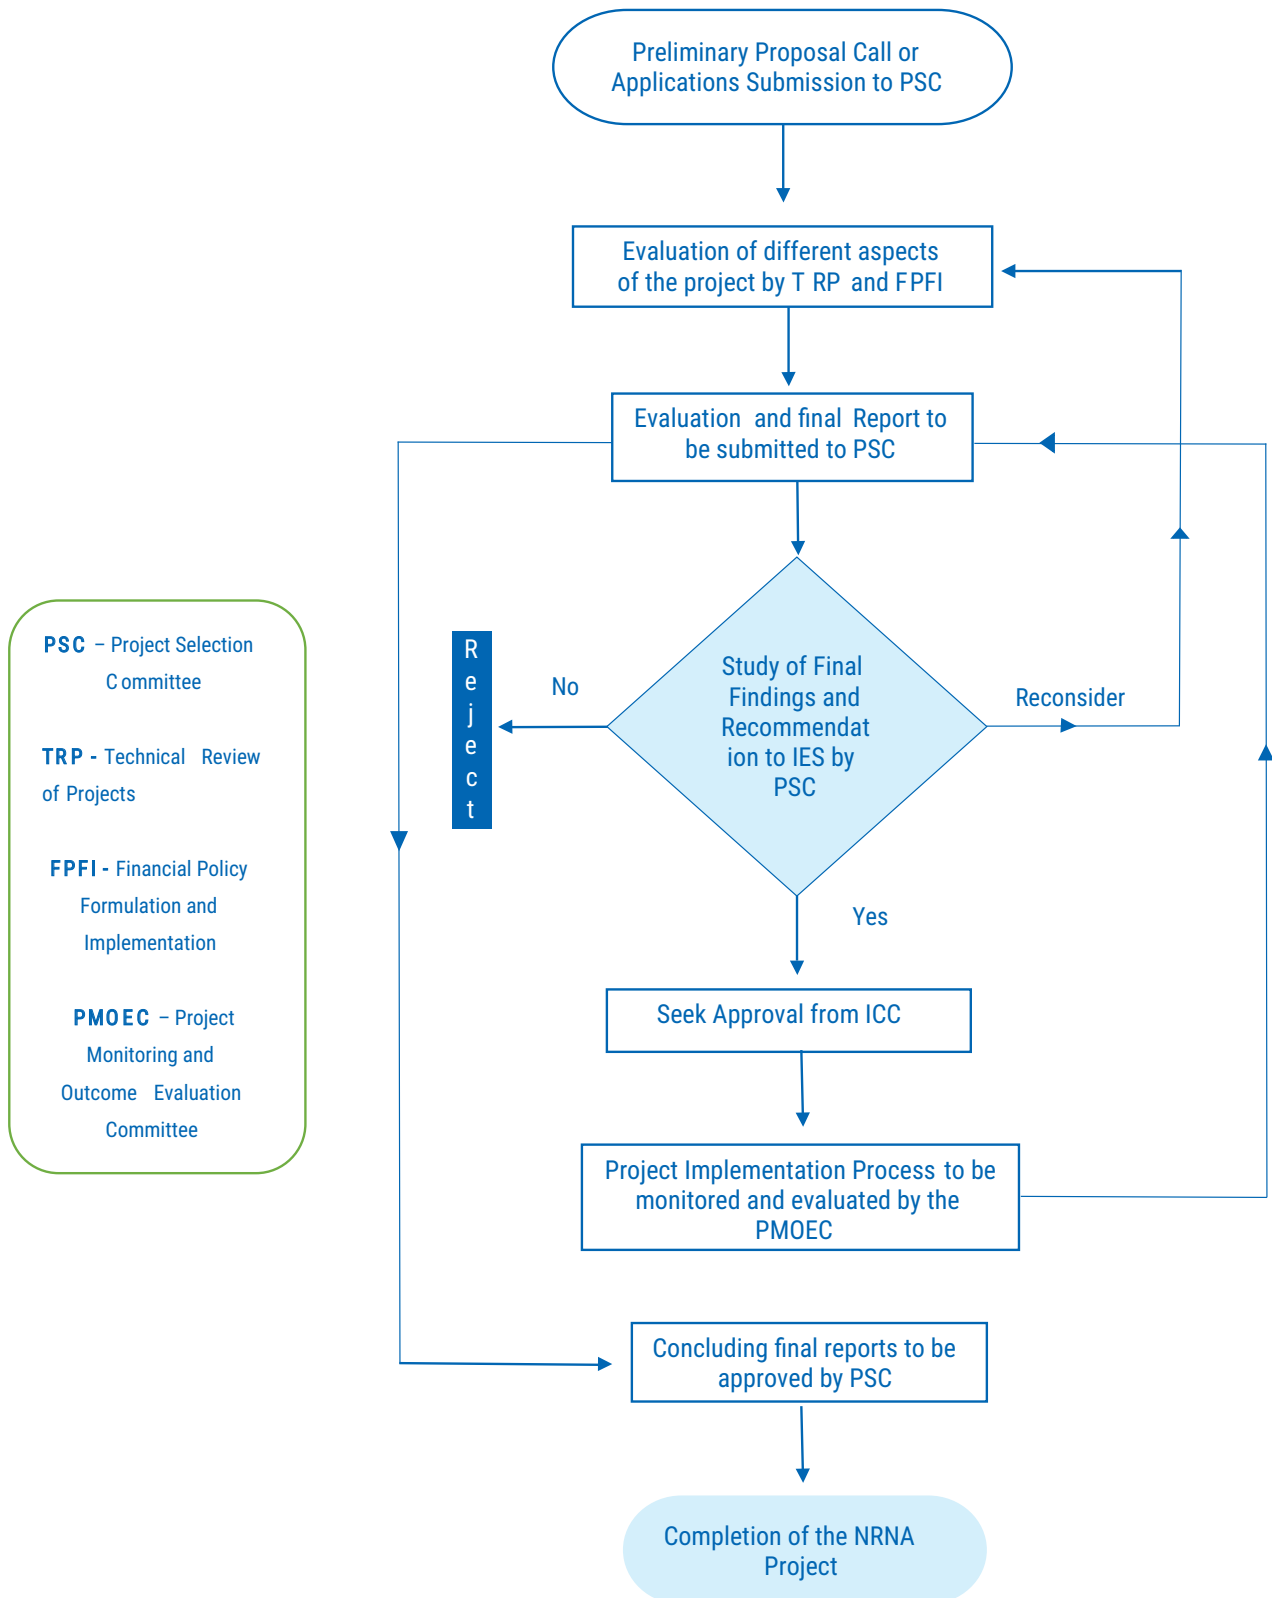 Preliminary Proposal Call or
Applications Submission to PSC
Evaluation of different aspects
of the project by T RP and FPFI
Evaluation and final Report to
be submitted to PSC
Study of Final
Findings and
Recommendat
ion to IES by
PSC
No
Reject
Reconsider
Yes
Seek Approval from ICC
Project Implementation Process to be
monitored and evaluated by the
PMOEC
Concluding final reports to be
approved by PSC
Completion of the NRNA
Project
PSC – Project Selection
C ommittee
TRP - Technical Review
of Projects
FPFI - Financial Policy
Formulation and
Implementation
PMOEC – Project
Monitoring and
Outcome Evaluation
Committee